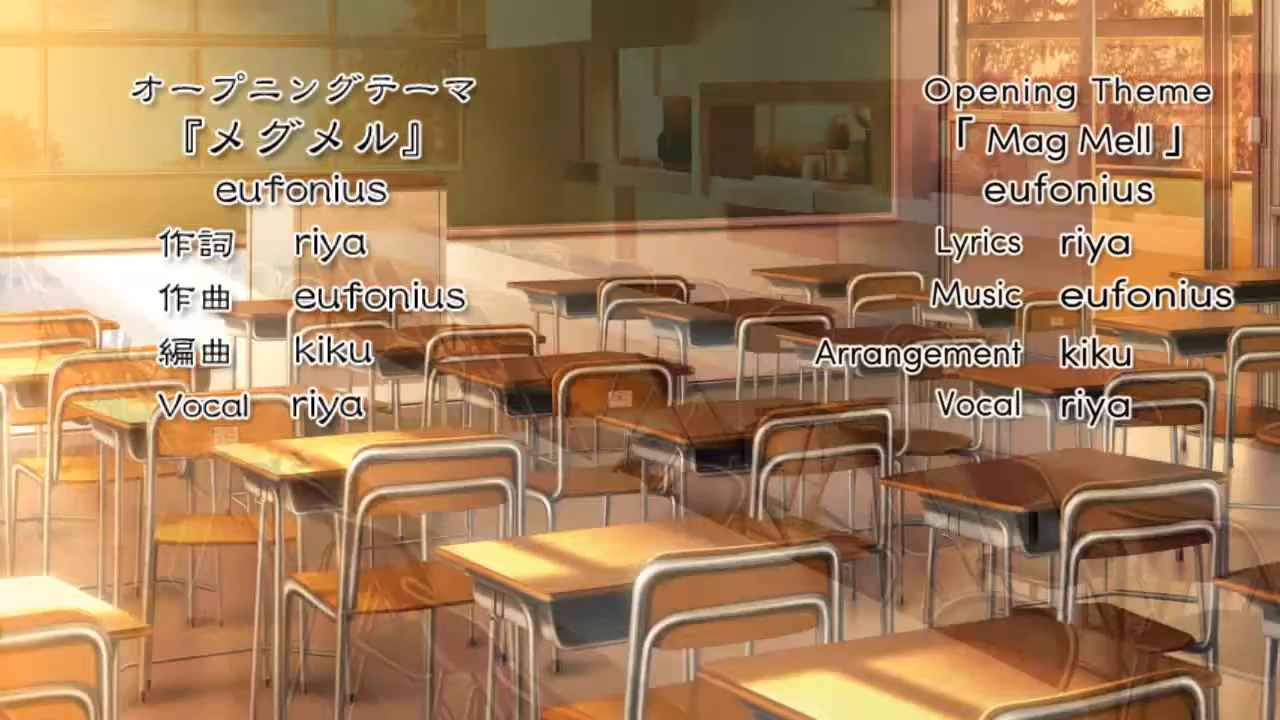 オープニングテーマ
『メグメル』
eufonius
作詞 riya
作曲 eufonius
編曲 kiku
Vocal riya
Opening Theme
「Mag Mell」
eufonius
Lyrics riya
Music eufonius
Arrangement kiku
Vocal riya